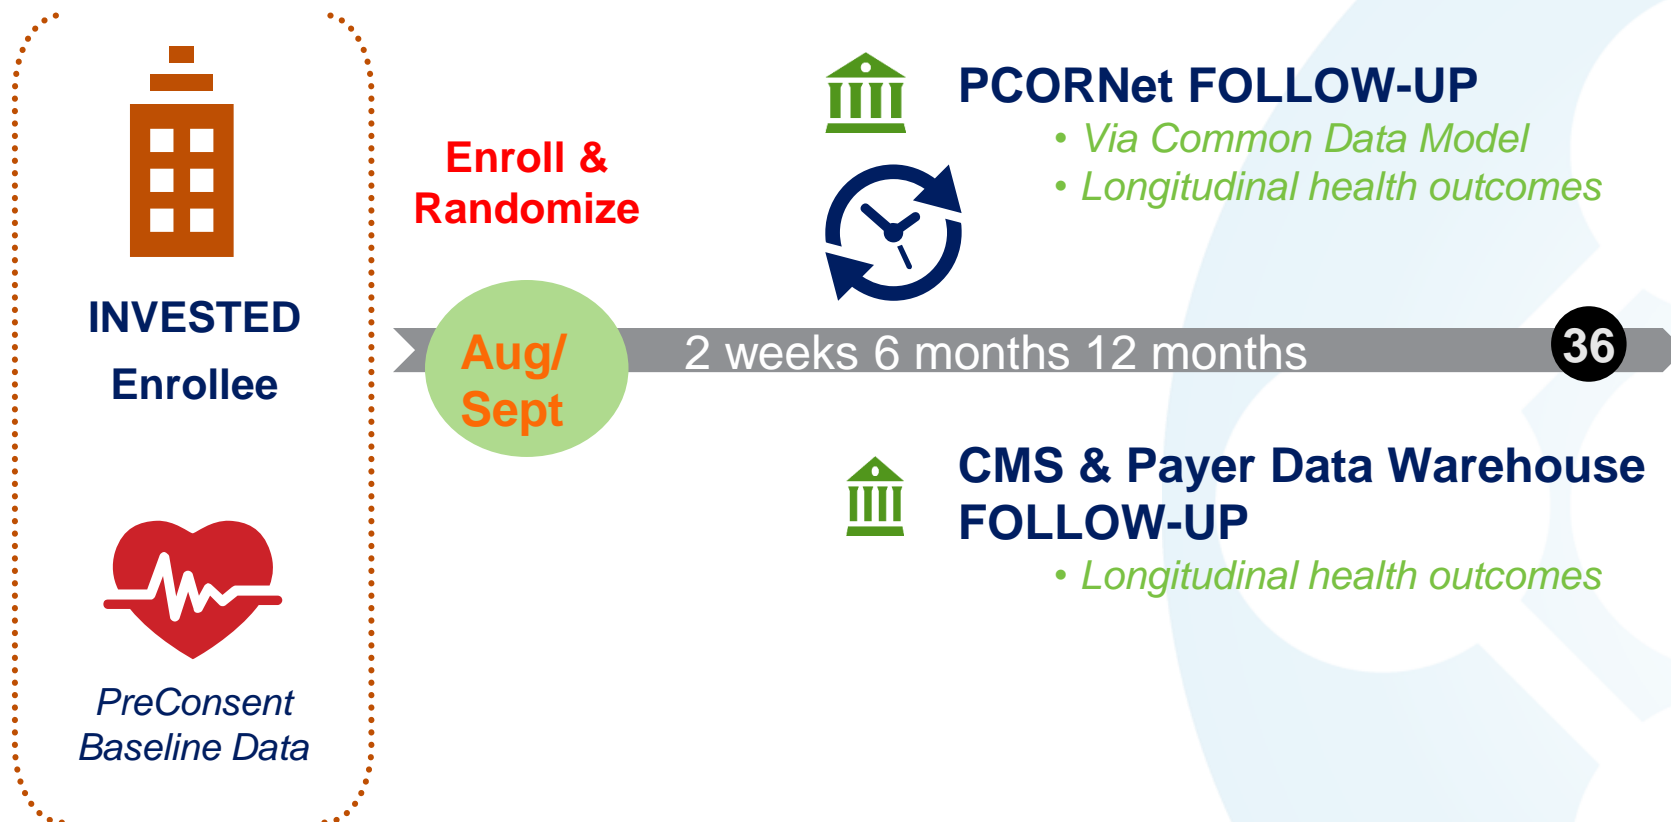 INVESTED
Enrollee
PreConsent
Baseline Data
Enroll &
Randomize
Aug/
Sept
2 weeks 6 months 12 months
36
PCORNet FOLLOW-UP
• Via Common Data Model
• Longitudinal health outcomes
CMS & Payer Data Warehouse
FOLLOW-UP
• Longitudinal health outcomes